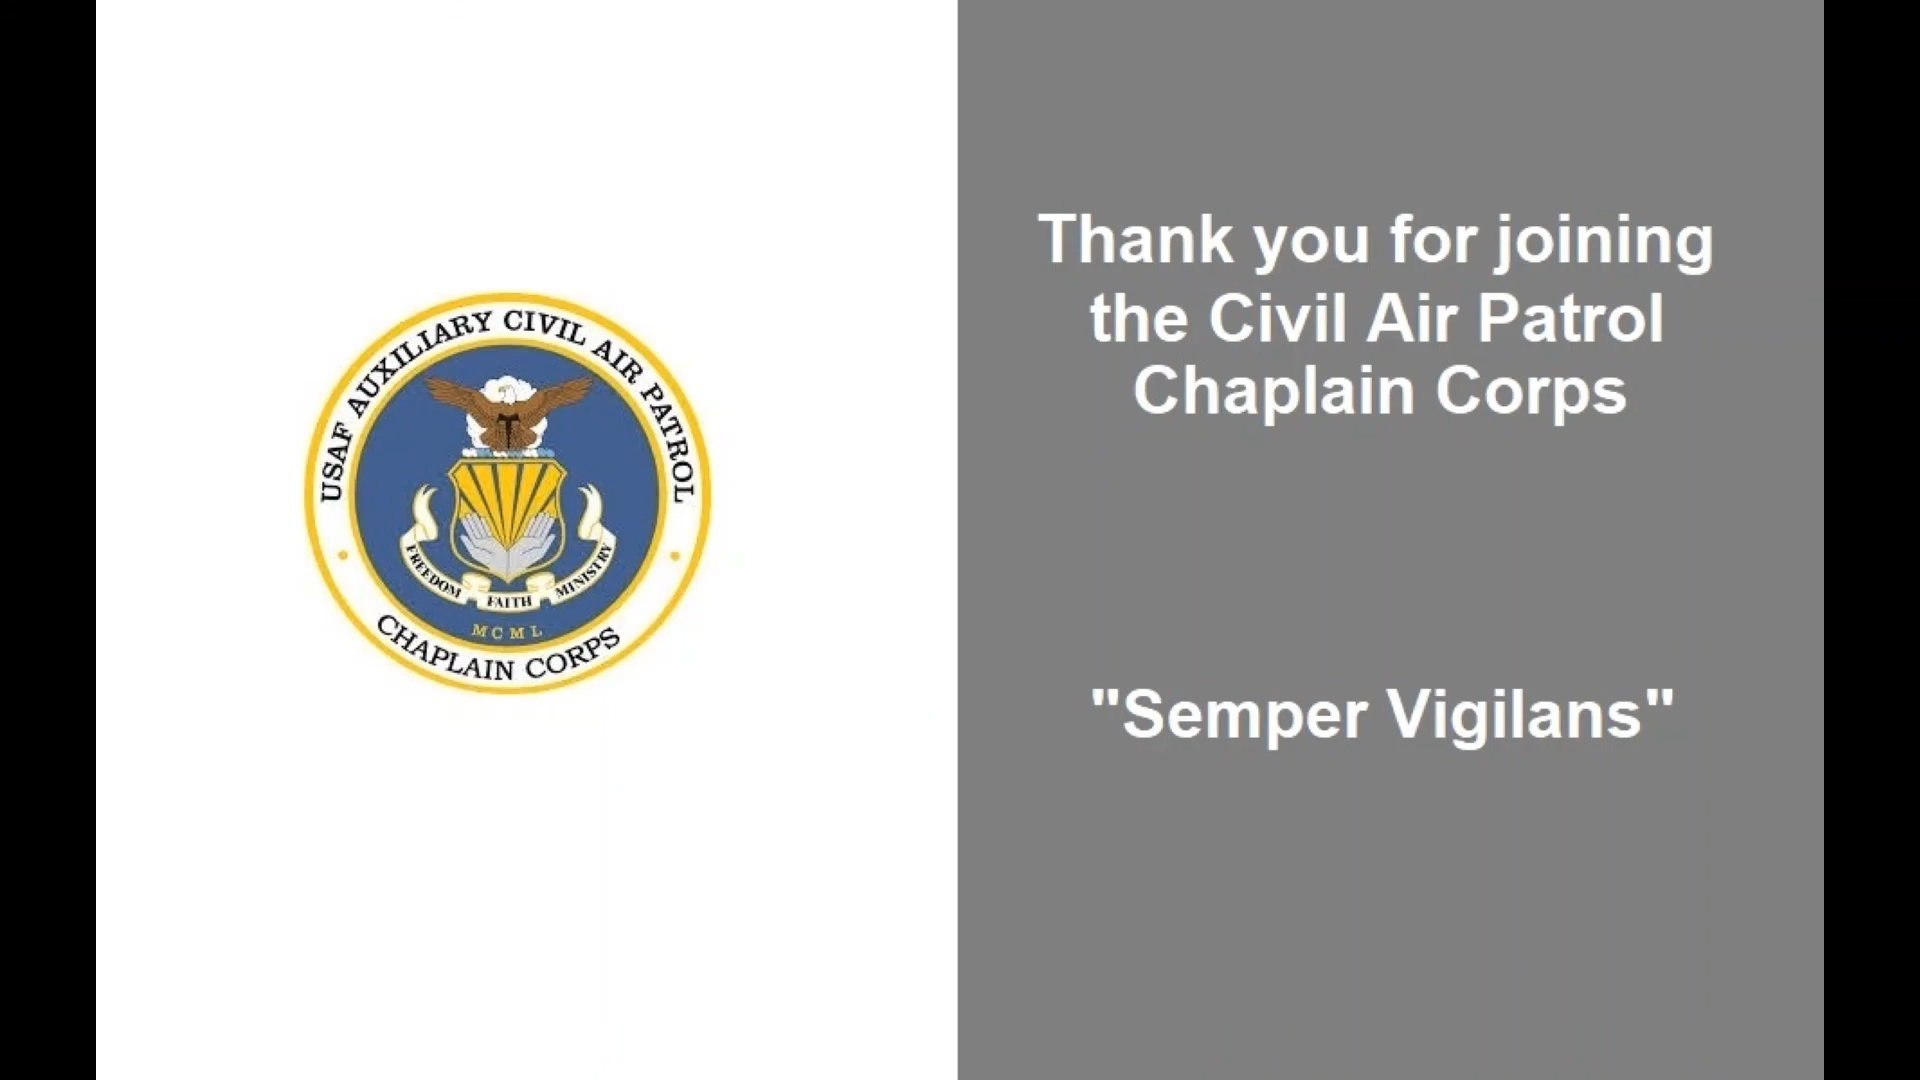 USAF AUXILIARY CIVIL AIR PATROL
FREEDOM FAITH MINISTRY
MCML
CHAPLAIN CORPS
Thank you for joining
the Civil Air Patrol
Chaplain Corps
"Semper Vigilans"